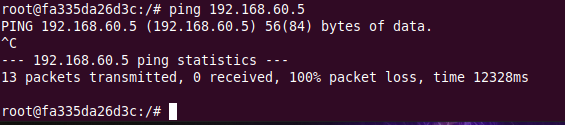 root@fa335da26d3c:/# ping 192.168.60.5
PING 192.168.60.5 (192.168.60.5) 56(84) bytes of data.
^C
--- 192.168.60.5 ping statistics ---
13 packets transmitted, 0 received, 100% packet loss, time 12328ms
root@fa335da26d3c:/#